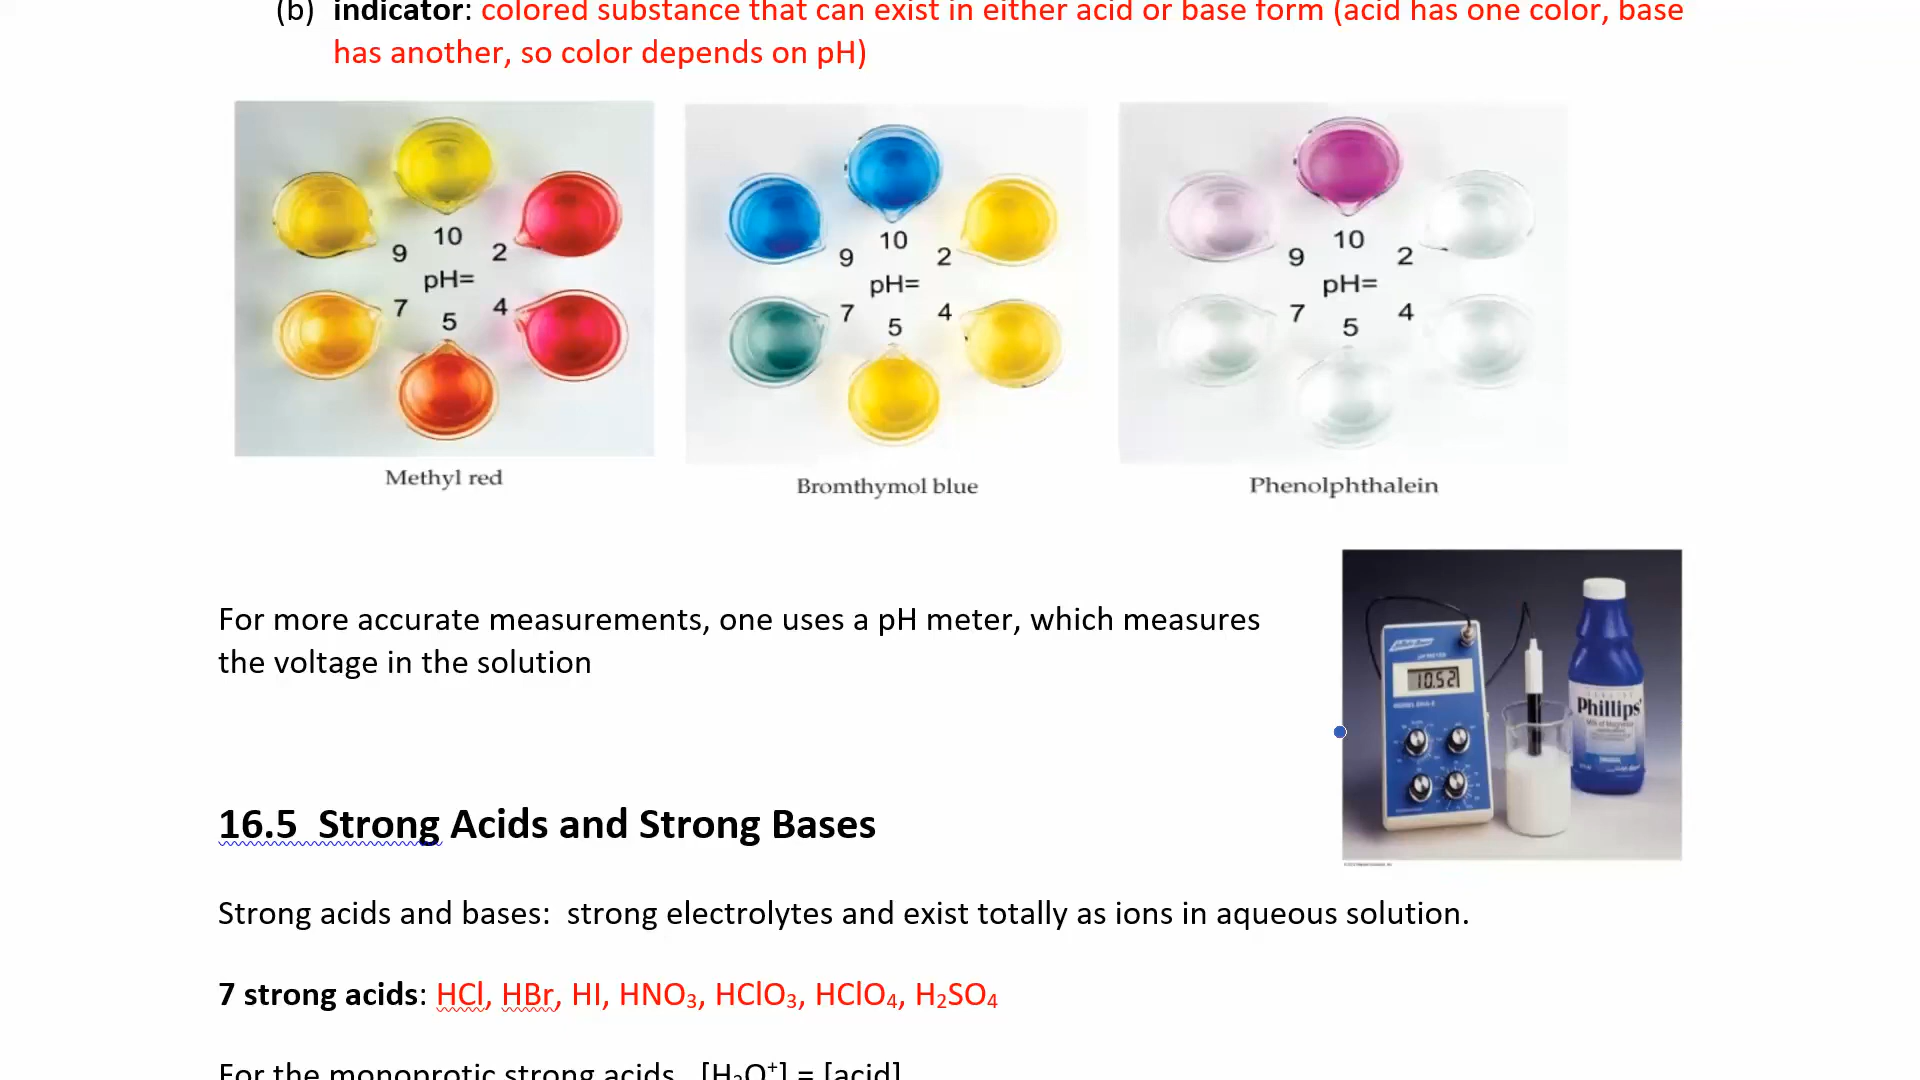 (b) indicator: colored substance that can exist in either acid or base form (acid has one color, base
has another, so color depends on pH)
10
9 2
pH=
7 4
5
Methyl red
10
9 2
pH=
7 4
5
Bromthymol blue
10
9 2
pH=
7 4
5
Phenolphthalein
For more accurate measurements, one uses a pH meter, which measures
the voltage in the solution
10.52
Phillips'
Milk of Magnesia
16.5 Strong Acids and Strong Bases
Strong acids and bases: strong electrolytes and exist totally as ions in aqueous solution.
7 strong acids: HCl, HBr, HI, HNO₃, HClO₃, HClO₄, H₂SO₄
For the monoprotic strong acids, [H₃O⁺] = [acid]